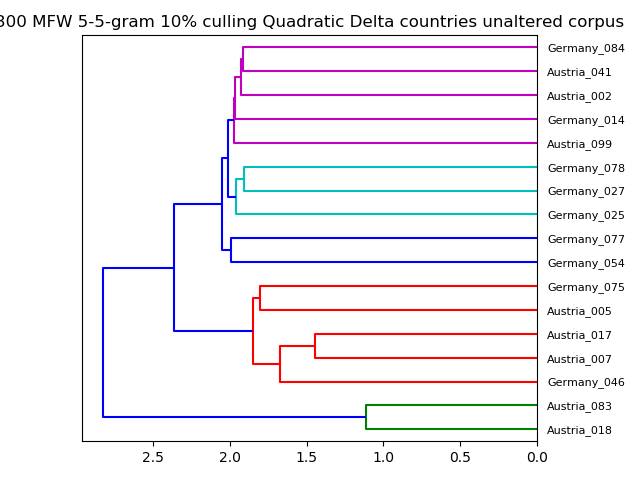 300 MFW 5-5-gram 10% culling Quadratic Delta countries unaltered corpus
Germany_084
Austria_041
Austria_002
Germany_014
Austria_099
Germany_078
Germany_027
Germany_025
Germany_077
Germany_054
Germany_075
Austria_005
Austria_017
Austria_007
Germany_046
Austria_083
Austria_018
2.5 2.0 1.5 1.0 0.5 0.0